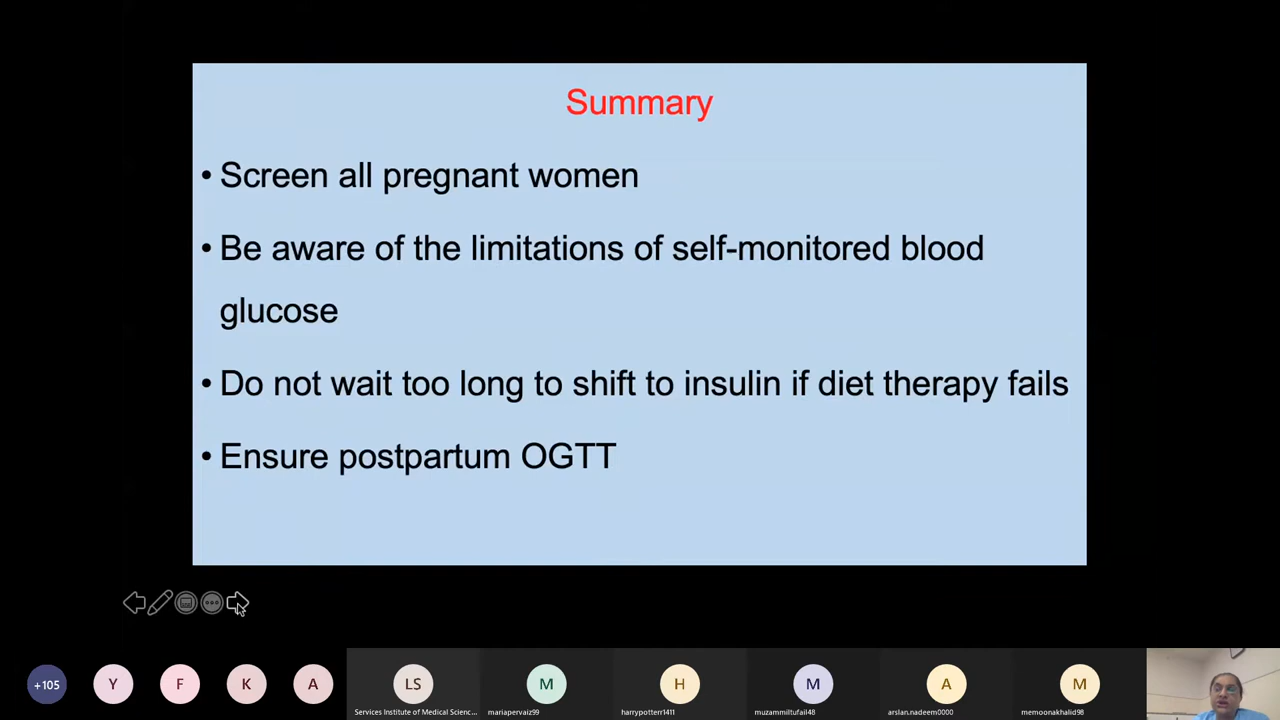 Summary
• Screen all pregnant women
• Be aware of the limitations of self-monitored blood
glucose
• Do not wait too long to shift to insulin if diet therapy fails
• Ensure postpartum OGTT
+105
Y
F
K
A
LS
M
H
M
A
M
Services Institute of Medical Scienc...
mariapervaiz99
harrypotterr1411
muzammiltufail48
arslan.nadeem0000
memoonakhalid98